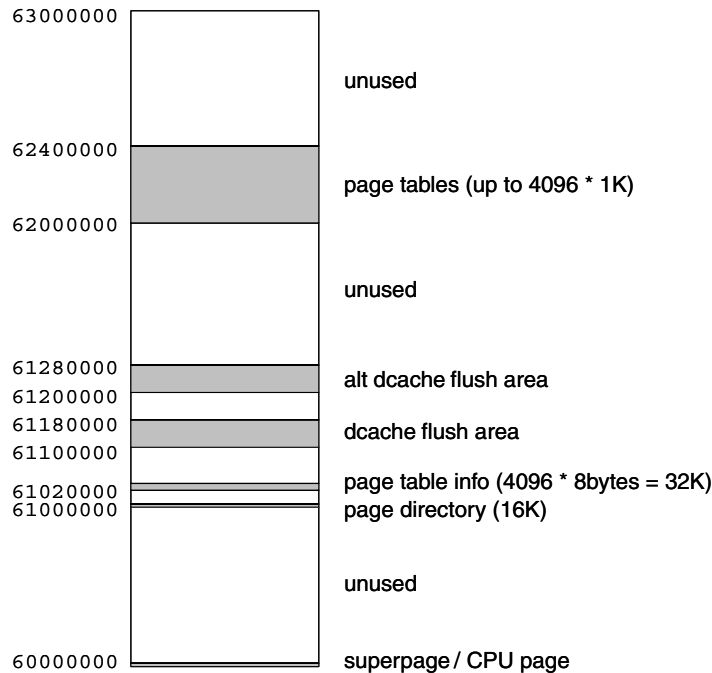 63000000
unused
62400000
page tables (up to 4096 * 1K)
62000000
unused
61280000
alt dcache flush area
61200000
61180000
dcache flush area
61100000
page table info (4096 * 8bytes = 32K)
61020000
61000000
page directory (16K)
unused
60000000
superpage / CPU page